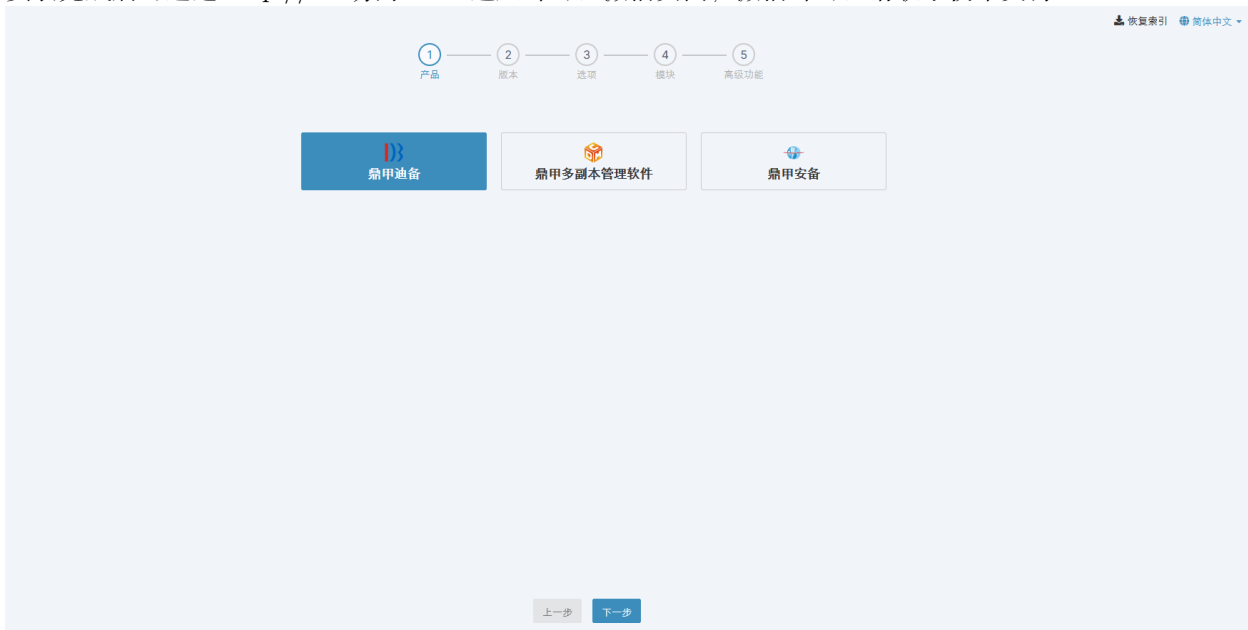 恢复索引 简体中文
1 2 3 4 5
产品 版本 选项 模块 高级功能
鼎甲迪备 鼎甲多副本管理软件 鼎甲安备
上一步 下一步